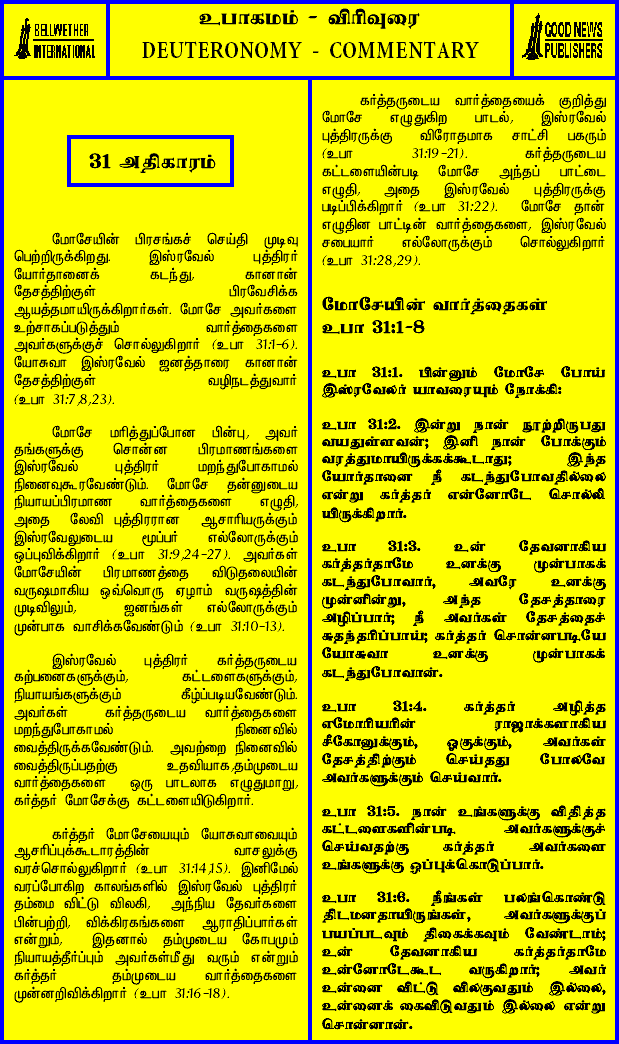 BELLWETHER
INTERNATIONAL
உபாகமம் - விரிவுரை
DEUTERONOMY - COMMENTARY
GOOD NEWS
PUBLISHERS
31 அதிகாரம்
மோசேயின் பிரசங்கச் செய்தி முடிவு
பெற்றிருக்கிறது. இஸ்ரவேல் புத்திரர்
யோர்தானைக் கடந்து, கானான்
தேசத்திற்குள் பிரவேசிக்க
ஆயத்தமாயிருக்கிறார்கள். மோசே அவர்களை
உற்சாகப்படுத்தும் வார்த்தைகளை
அவர்களுக்குச் சொல்லுகிறார் (உபா 31:1-6).
யோசுவா இஸ்ரவேல் ஜனத்தாரை கானான்
தேசத்திற்குள் வழிநடத்துவார்
(உபா 31:7,8,23).
மோசே மரித்துப்போன பின்பு, அவர்
தங்களுக்கு சொன்ன பிரமாணங்களை
இஸ்ரவேல் புத்திரர் மறந்துபோகாமல்
நினைவுகூரவேண்டும். மோசே தன்னுடைய
நியாயப்பிரமாண வார்த்தைகளை எழுதி,
அதை லேவி புத்திரரான ஆசாரியருக்கும்
இஸ்ரவேலுடைய மூப்பர் எல்லோருக்கும்
ஒப்புவிக்கிறார் (உபா 31:9,24-27). அவர்கள்
மோசேயின் பிரமாணத்தை விடுதலையின்
வருஷமாகிய ஒவ்வொரு ஏழாம் வருஷத்தின்
முடிவிலும், ஜனங்கள் எல்லோருக்கும்
முன்பாக வாசிக்கவேண்டும் (உபா 31:10-13).
இஸ்ரவேல் புத்திரர் கர்த்தருடைய
கற்பனைகளுக்கும், கட்டளைகளுக்கும்,
நியாயங்களுக்கும் கீழ்ப்படியவேண்டும்.
அவர்கள் கர்த்தருடைய வார்த்தைகளை
மறந்துபோகாமல் நினைவில்
வைத்திருக்கவேண்டும். அவற்றை நினைவில்
வைத்திருப்பதற்கு உதவியாக,தம்முடைய
வார்த்தைகளை ஒரு பாடலாக எழுதுமாறு,
கர்த்தர் மோசேக்கு கட்டளையிடுகிறார்.
கர்த்தர் மோசேயையும் யோசுவாவையும்
ஆசரிப்புக்கூடாரத்தின் வாசலுக்கு
வரச்சொல்லுகிறார் (உபா 31:14,15). இனிமேல்
வரப்போகிற காலங்களில் இஸ்ரவேல் புத்திரர்
தம்மை விட்டு விலகி, அந்நிய தேவர்களை
பின்பற்றி, விக்கிரகங்களை ஆராதிப்பார்கள்
என்றும், இதனால் தம்முடைய கோபமும்
நியாயத்தீர்ப்பும் அவர்கள்மீது வரும் என்றும்
கர்த்தர் தம்முடைய வார்த்தைகளை
முன்னறிவிக்கிறார் (உபா 31:16-18).
கர்த்தருடைய வார்த்தையைக் குறித்து
மோசே எழுதுகிற பாடல், இஸ்ரவேல்
புத்திரருக்கு விரோதமாக சாட்சி பகரும்
(உபா 31:19-21). கர்த்தருடைய
கட்டளையின்படி மோசே அந்தப் பாட்டை
எழுதி, அதை இஸ்ரவேல் புத்திரருக்கு
படிப்பிக்கிறார் (உபா 31:22). மோசே தான்
எழுதின பாட்டின் வார்த்தைகளை, இஸ்ரவேல்
சபையார் எல்லோருக்கும் சொல்லுகிறார்
(உபா 31:28,29).
மோசேயின் வார்த்தைகள்
உபா 31:1-8
உபா 31:1. பின்னும் மோசே போய்
இஸ்ரவேலர் யாவரையும் நோக்கி:
உபா 31:2. இன்று நான் நூற்றிருபது
வயதுள்ளவன்; இனி நான் போக்கும்
வரத்துமாயிருக்கக்கூடாது; இந்த
யோர்தானை நீ கடந்துபோவதில்லை
என்று கர்த்தர் என்னோடே சொல்லி
யிருக்கிறார்.
உபா 31:3. உன் தேவனாகிய
கர்த்தர்தாமே உனக்கு முன்பாகக்
கடந்துபோவார், அவரே உனக்கு
முன்னின்று, அந்த தேசத்தாரை
அழிப்பார்; நீ அவர்கள் தேசத்தைச்
சுதந்தரிப்பாய்; கர்த்தர் சொன்னபடியே
யோசுவா உனக்கு முன்பாகக்
கடந்துபோவான்.
உபா 31:4. கர்த்தர் அழித்த
எமோரியரின் ராஜாக்களாகிய
சீகோனுக்கும், ஓகுக்கும், அவர்கள்
தேசத்திற்கும் செய்தது போலவே
அவர்களுக்கும் செய்வார்.
உபா 31:5. நான் உங்களுக்கு விதித்த
கட்டளைகளின்படி அவர்களுக்குச்
செய்வதற்கு கர்த்தர் அவர்களை
உங்களுக்கு ஒப்புக்கொடுப்பார்.
உபா 31:6. நீங்கள் பலங்கொண்டு
திடமனதாயிருங்கள், அவர்களுக்குப்
பயப்படவும் திகைக்கவும் வேண்டாம்;
உன் தேவனாகிய கர்த்தர்தாமே
உன்னோடேகூட வருகிறார்; அவர்
உன்னை விட்டு விலகுவதும் இல்லை,
உன்னைக் கைவிடுவதும் இல்லை என்று
சொன்னான்.